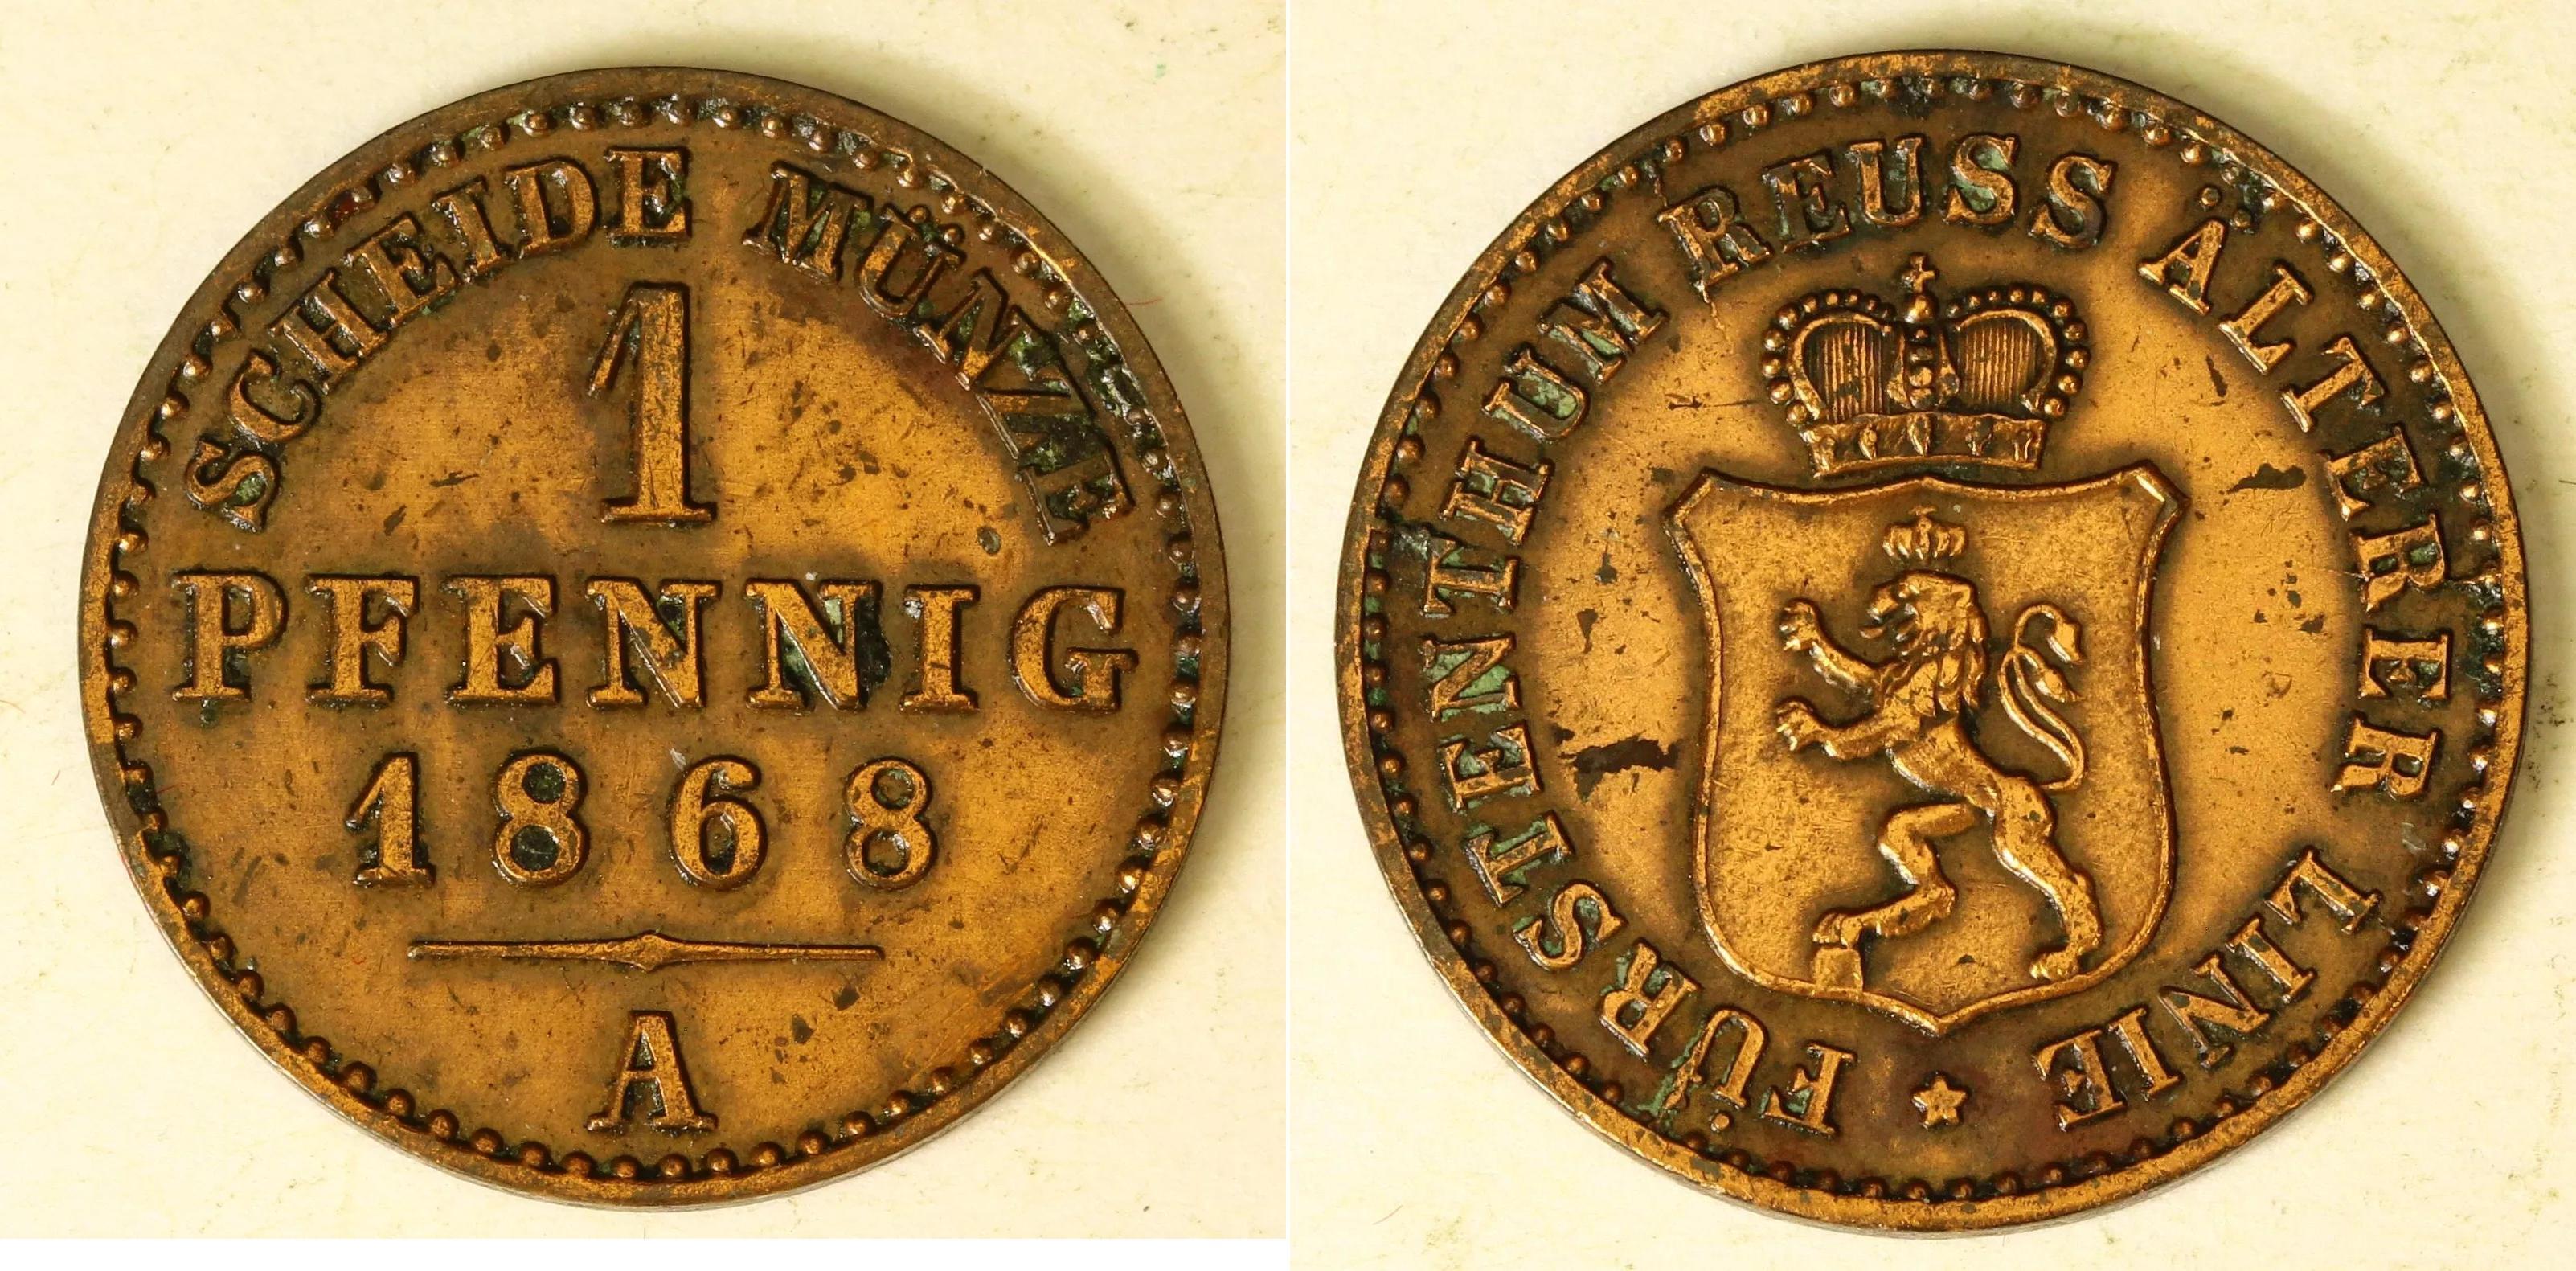 SCHEIDE MÜNZE
1
PFENNIG
1868
A
FÜRSTENTHUM REUSS ÄLTERER LINIE